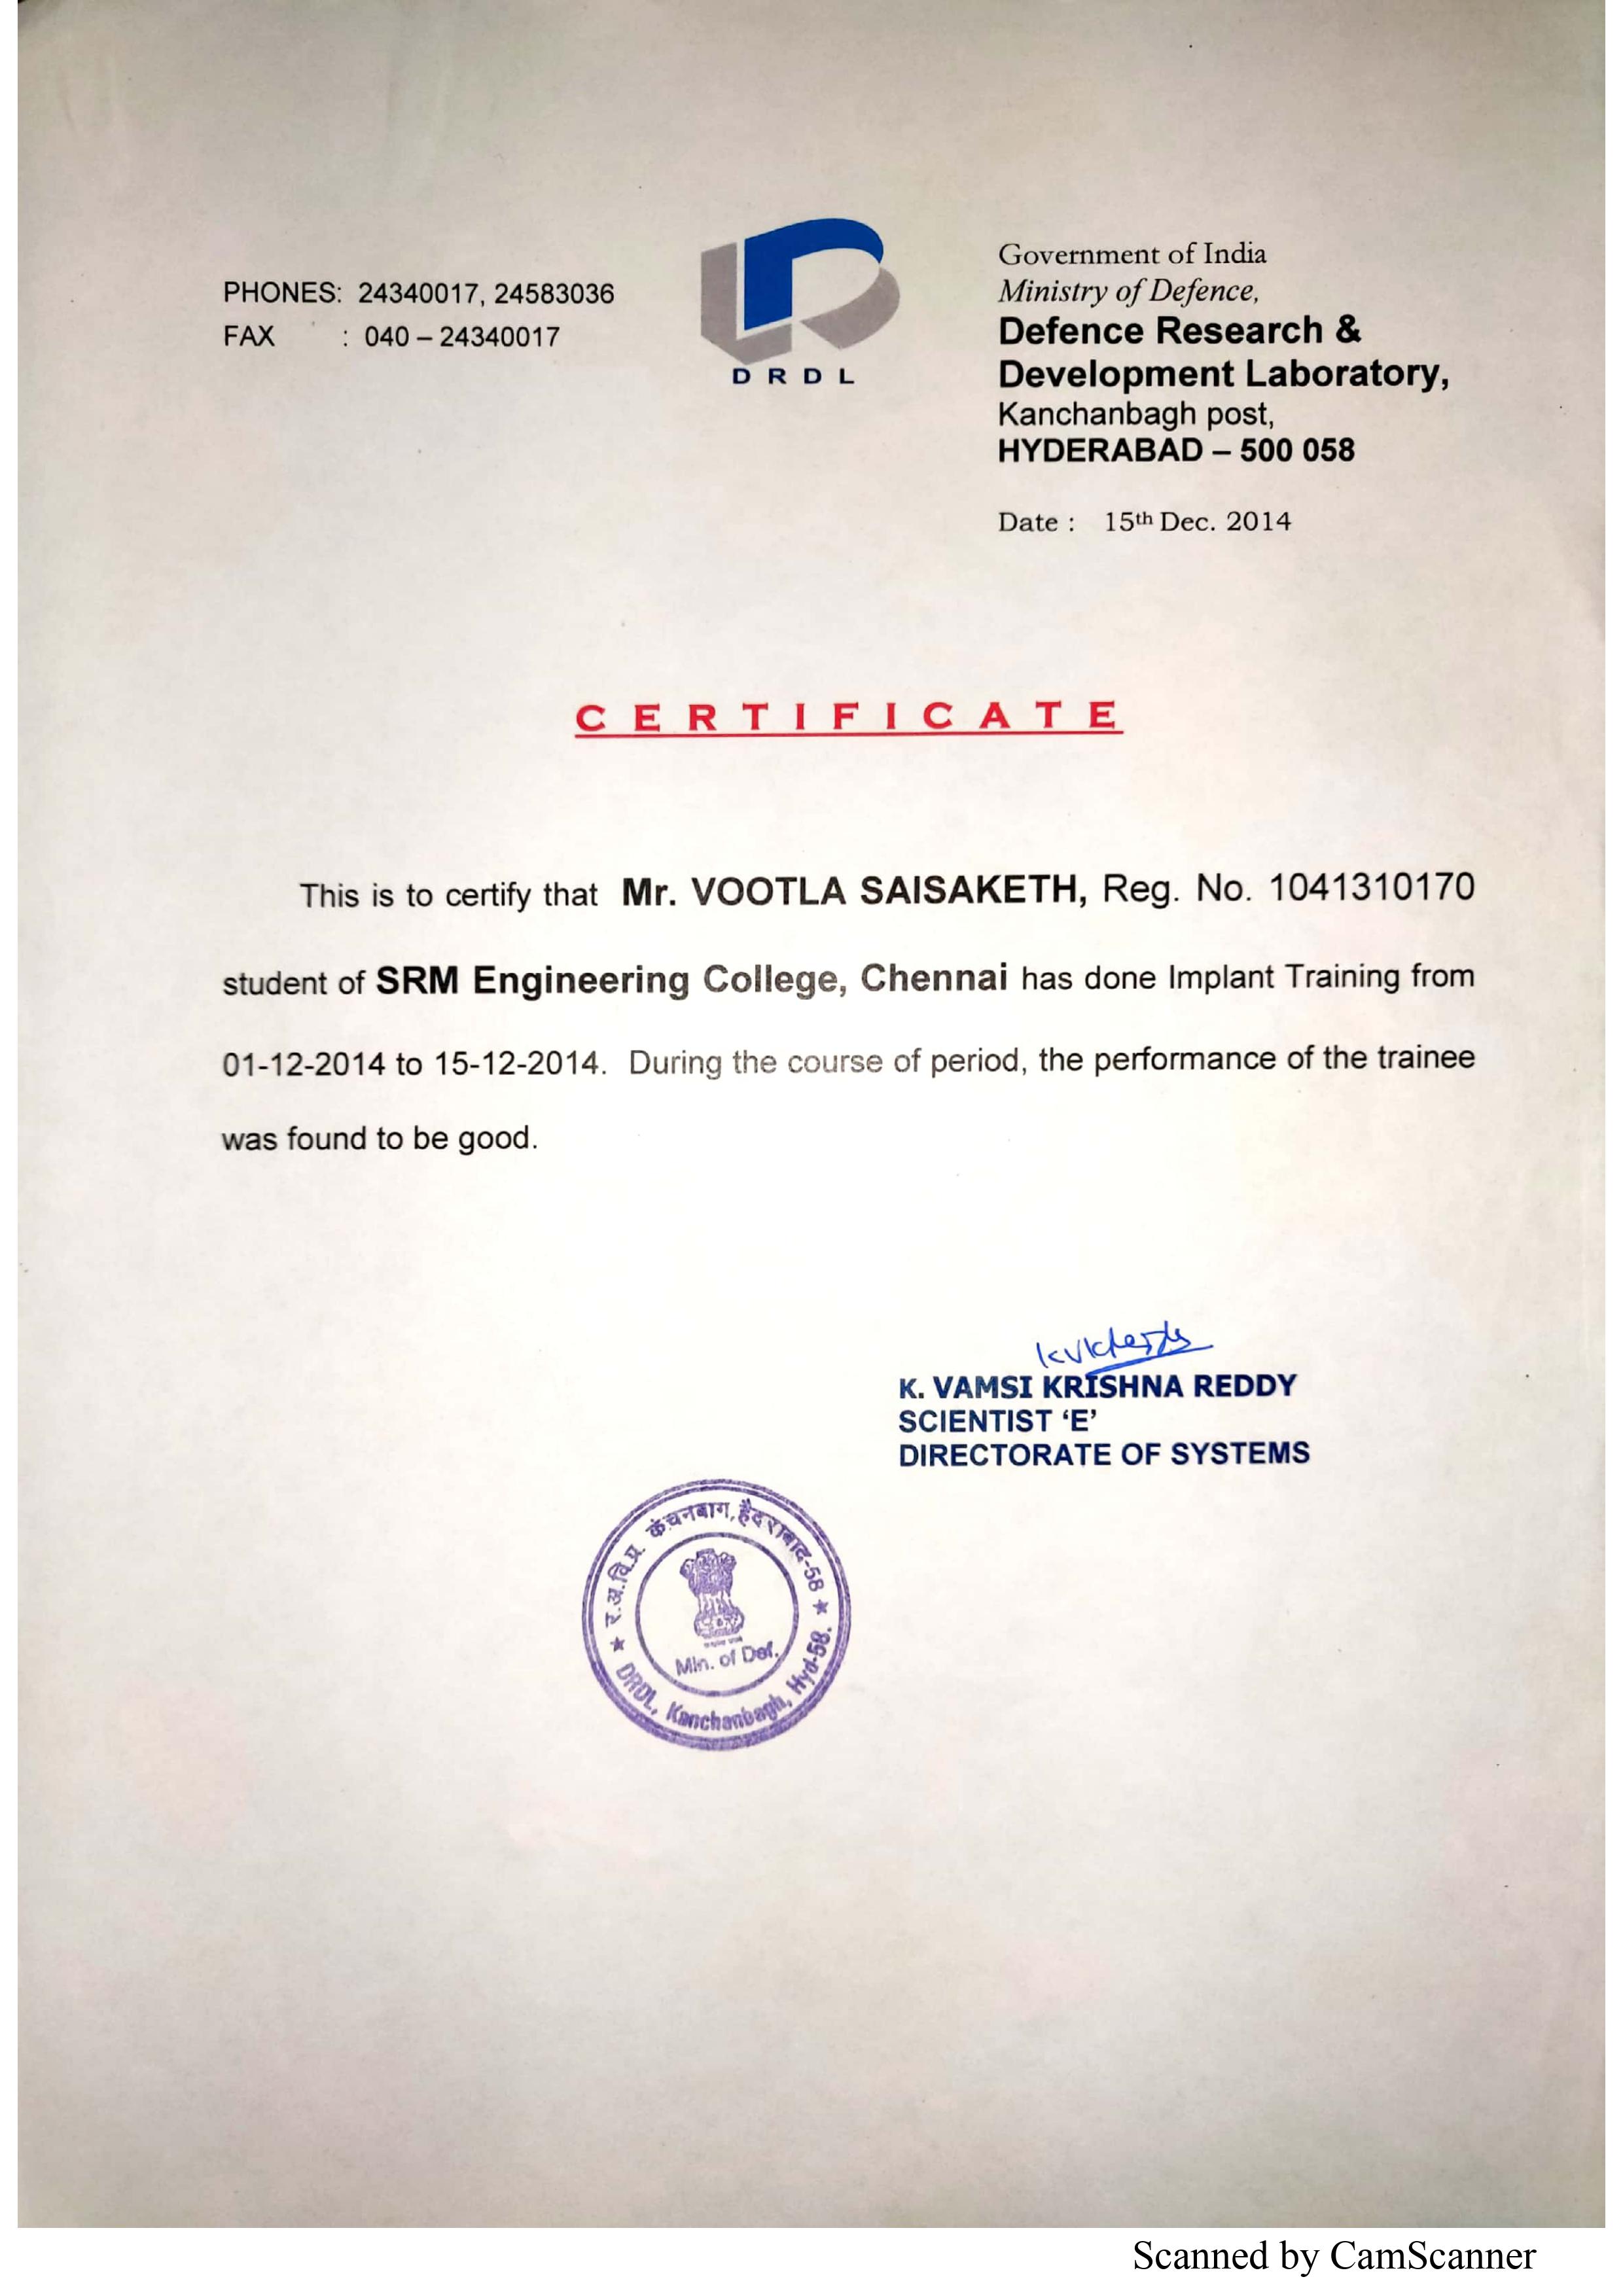 PHONES: 24340017, 24583036
FAX : 040 – 24340017
D R D L
Government of India
Ministry of Defence,
Defence Research &
Development Laboratory,
Kanchanbagh post,
HYDERABAD – 500 058
Date : 15th Dec. 2014
C E R T I F I C A T E
This is to certify that Mr. VOOTLA SAISAKETH, Reg. No. 1041310170
student of SRM Engineering College, Chennai has done Implant Training from
01-12-2014 to 15-12-2014. During the course of period, the performance of the trainee
was found to be good.
K. VAMSI KRISHNA REDDY
SCIENTIST ‘E’
DIRECTORATE OF SYSTEMS
★ र.अ.वि.प्र. कंचनबाग, हैदराबाद-58 ★
Min. of Def.
DRDL, Kanchanbagh, Hyd-58.
Scanned by CamScanner